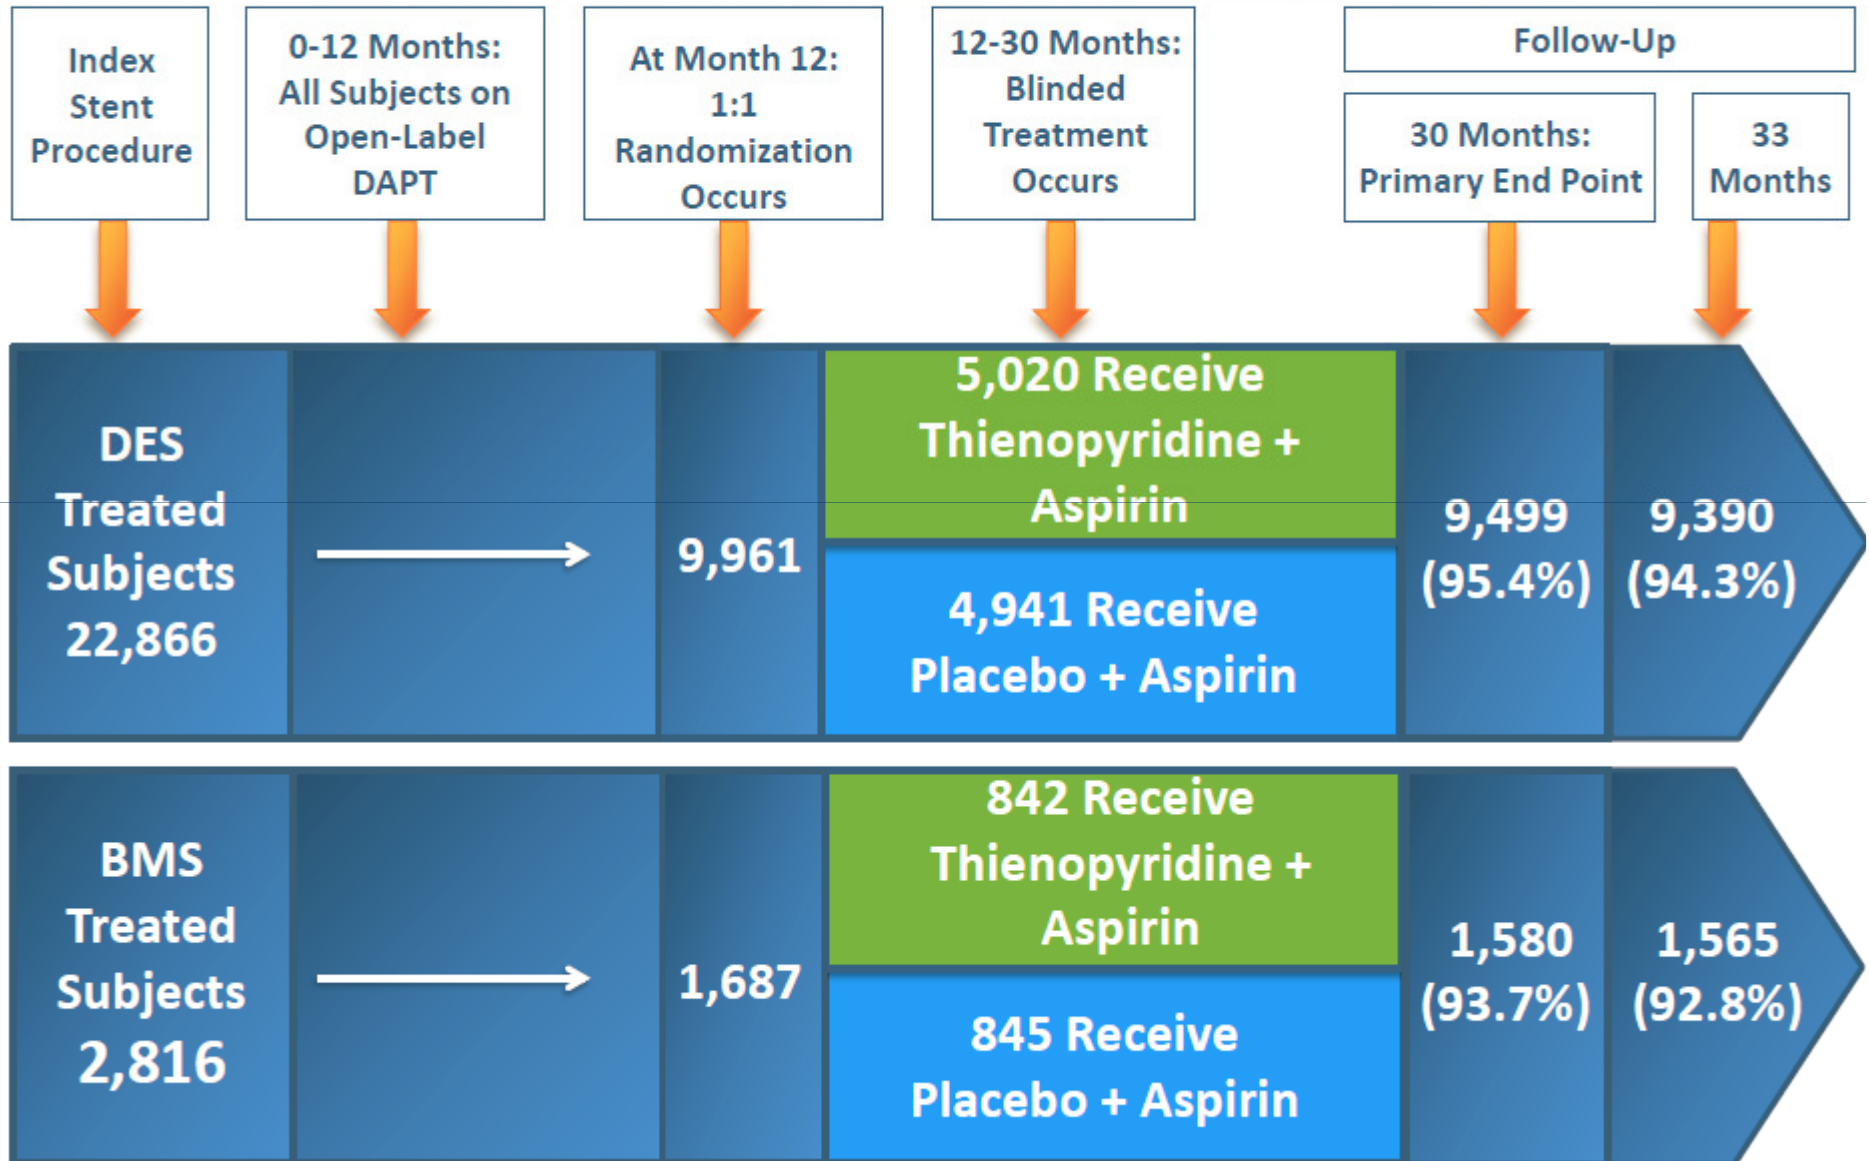 Index
Stent
Procedure
0-12 Months:
All Subjects on
Open-Label
DAPT
At Month 12:
1:1
Randomization
Occurs
12-30 Months:
Blinded
Treatment
Occurs
Follow-Up
30 Months:
Primary End Point
33
Months
DES
Treated
Subjects
22,866
9,961
5,020 Receive
Thienopyridine +
Aspirin
4,941 Receive
Placebo + Aspirin
9,499
(95.4%)
9,390
(94.3%)
BMS
Treated
Subjects
2,816
1,687
842 Receive
Thienopyridine +
Aspirin
845 Receive
Placebo + Aspirin
1,580
(93.7%)
1,565
(92.8%)